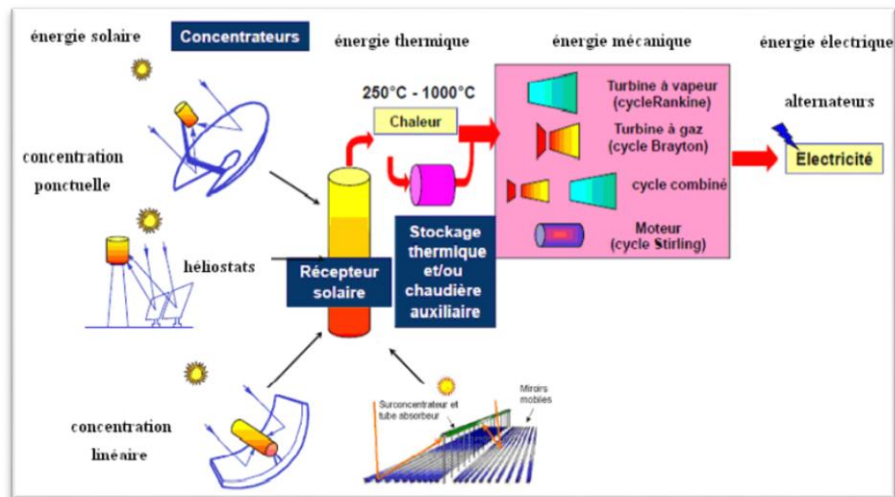 énergie solaire
Concentrateurs
énergie thermique
énergie mécanique
énergie électrique
250°C - 1000°C
Chaleur
Turbine à vapeur
(cycleRankine)
Turbine à gaz
(cycle Brayton)
cycle combiné
Moteur
(cycle Stirling)
alternateurs
Electricité
concentration
ponctuelle
héliostats
Récepteur
solaire
Stockage
thermique
et/ou
chaudière
auxiliaire
concentration
linéaire
Surconcentrateur et
tube absorbeur
Miroirs
mobiles